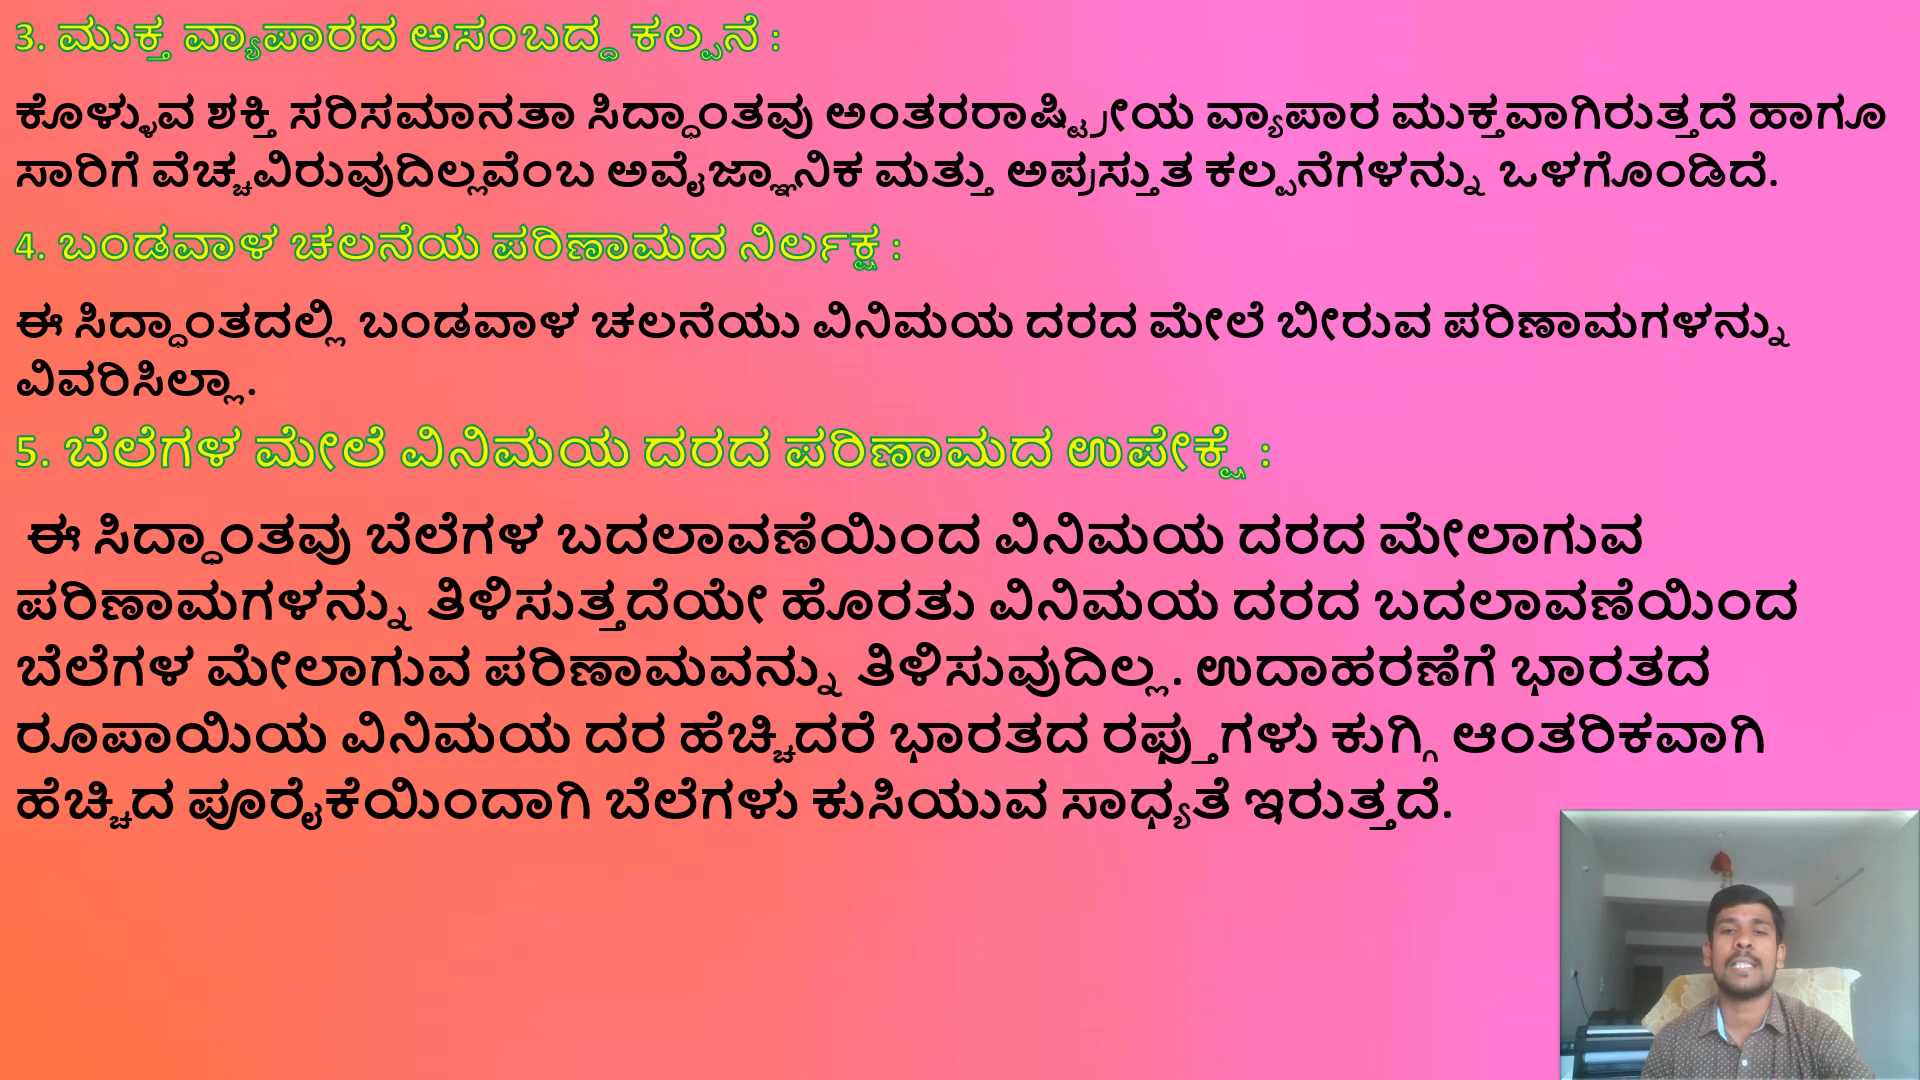 3. ಮುಕ್ತ ವ್ಯಾಪಾರದ ಅಸಂಬದ್ಧ ಕಲ್ಪನೆ :
ಕೊಳ್ಳುವ ಶಕ್ತಿ ಸರಿಸಮಾನತಾ ಸಿದ್ಧಾಂತವು ಅಂತರರಾಷ್ಟ್ರೀಯ ವ್ಯಾಪಾರ ಮುಕ್ತವಾಗಿರುತ್ತದೆ ಹಾಗೂ
ಸಾರಿಗೆ ವೆಚ್ಚವಿರುವುದಿಲ್ಲವೆಂಬ ಅವೈಜ್ಞಾನಿಕ ಮತ್ತು ಅಪ್ರಸ್ತುತ ಕಲ್ಪನೆಗಳನ್ನು ಒಳಗೊಂಡಿದೆ.
4. ಬಂಡವಾಳ ಚಲನೆಯ ಪರಿಣಾಮದ ನಿರ್ಲಕ್ಷ :
ಈ ಸಿದ್ಧಾಂತದಲ್ಲಿ ಬಂಡವಾಳ ಚಲನೆಯು ವಿನಿಮಯ ದರದ ಮೇಲೆ ಬೀರುವ ಪರಿಣಾಮಗಳನ್ನು
ವಿವರಿಸಿಲ್ಲಾ.
5. ಬೆಲೆಗಳ ಮೇಲೆ ವಿನಿಮಯ ದರದ ಪರಿಣಾಮದ ಉಪೇಕ್ಷೆ :
ಈ ಸಿದ್ಧಾಂತವು ಬೆಲೆಗಳ ಬದಲಾವಣೆಯಿಂದ ವಿನಿಮಯ ದರದ ಮೇಲಾಗುವ
ಪರಿಣಾಮಗಳನ್ನು ತಿಳಿಸುತ್ತದೆಯೇ ಹೊರತು ವಿನಿಮಯ ದರದ ಬದಲಾವಣೆಯಿಂದ
ಬೆಲೆಗಳ ಮೇಲಾಗುವ ಪರಿಣಾಮವನ್ನು ತಿಳಿಸುವುದಿಲ್ಲ. ಉದಾಹರಣೆಗೆ ಭಾರತದ
ರೂಪಾಯಿಯ ವಿನಿಮಯ ದರ ಹೆಚ್ಚಿದರೆ ಭಾರತದ ರಫ್ತುಗಳು ಕುಗ್ಗಿ ಆಂತರಿಕವಾಗಿ
ಹೆಚ್ಚಿದ ಪೂರೈಕೆಯಿಂದಾಗಿ ಬೆಲೆಗಳು ಕುಸಿಯುವ ಸಾಧ್ಯತೆ ಇರುತ್ತದೆ.